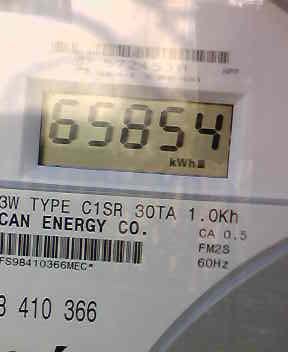 65854
kWh
3W TYPE C1SR 30TA 1.0Kh
CAN ENERGY CO.
CA 0.5
FM2S
60Hz
FS98410366MEC*
8 410 366